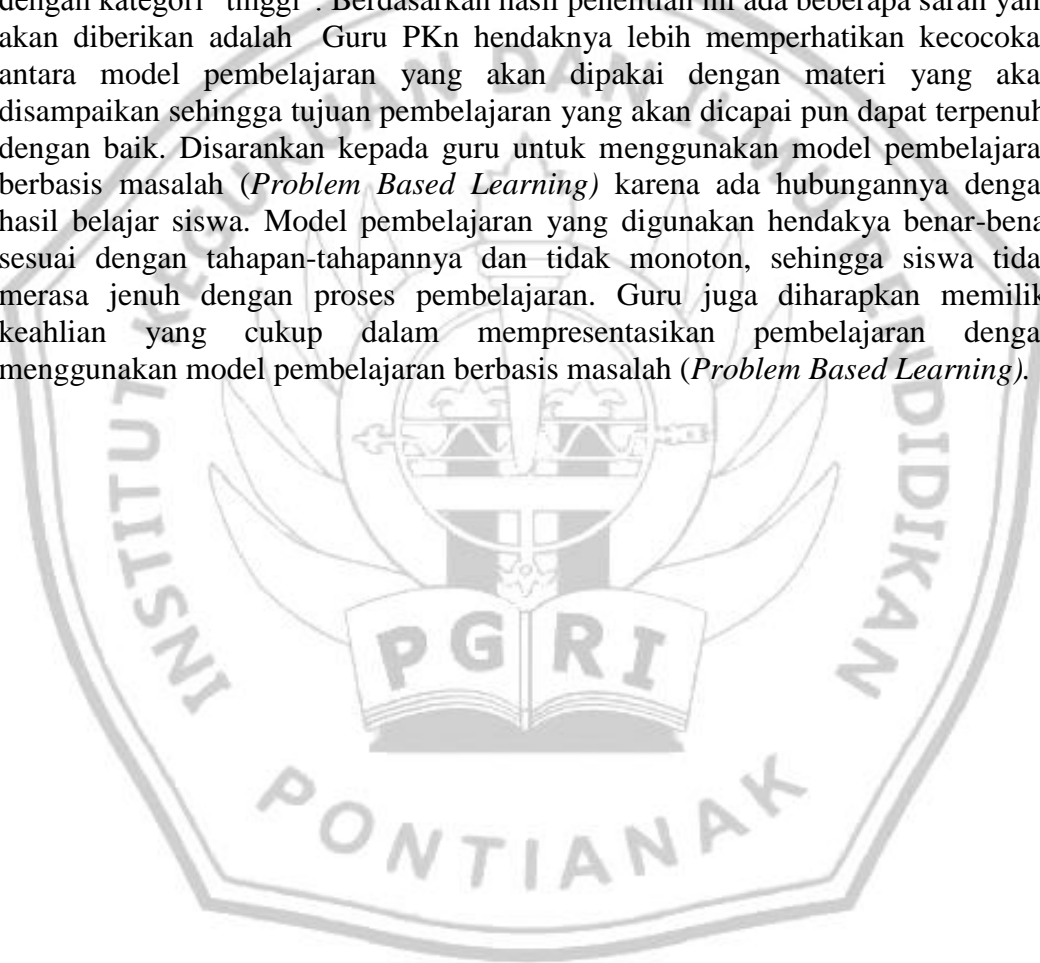 dengan kategori "tinggi". Berdasarkan hasil penelitian ini ada beberapa saran yan
akan diberikan adalah  Guru PKn hendaknya lebih memperhatikan kecocoka
antara model pembelajaran yang akan dipakai dengan materi yang aka
disampaikan sehingga tujuan pembelajaran yang akan dicapai pun dapat terpenuh
dengan baik. Disarankan kepada guru untuk menggunakan model pembelajara
berbasis masalah (Problem Based Learning) karena ada hubungannya denga
hasil belajar siswa. Model pembelajaran yang digunakan hendakya benar-bena
sesuai dengan tahapan-tahapannya dan tidak monoton, sehingga siswa tida
merasa jenuh dengan proses pembelajaran. Guru juga diharapkan memilik
keahlian yang cukup dalam mempresentasikan pembelajaran denga
menggunakan model pembelajaran berbasis masalah (Problem Based Learning).
INSTITUT KEGURUAN DAN ILMU PENDIDIKAN
PGRI
PONTIANAK